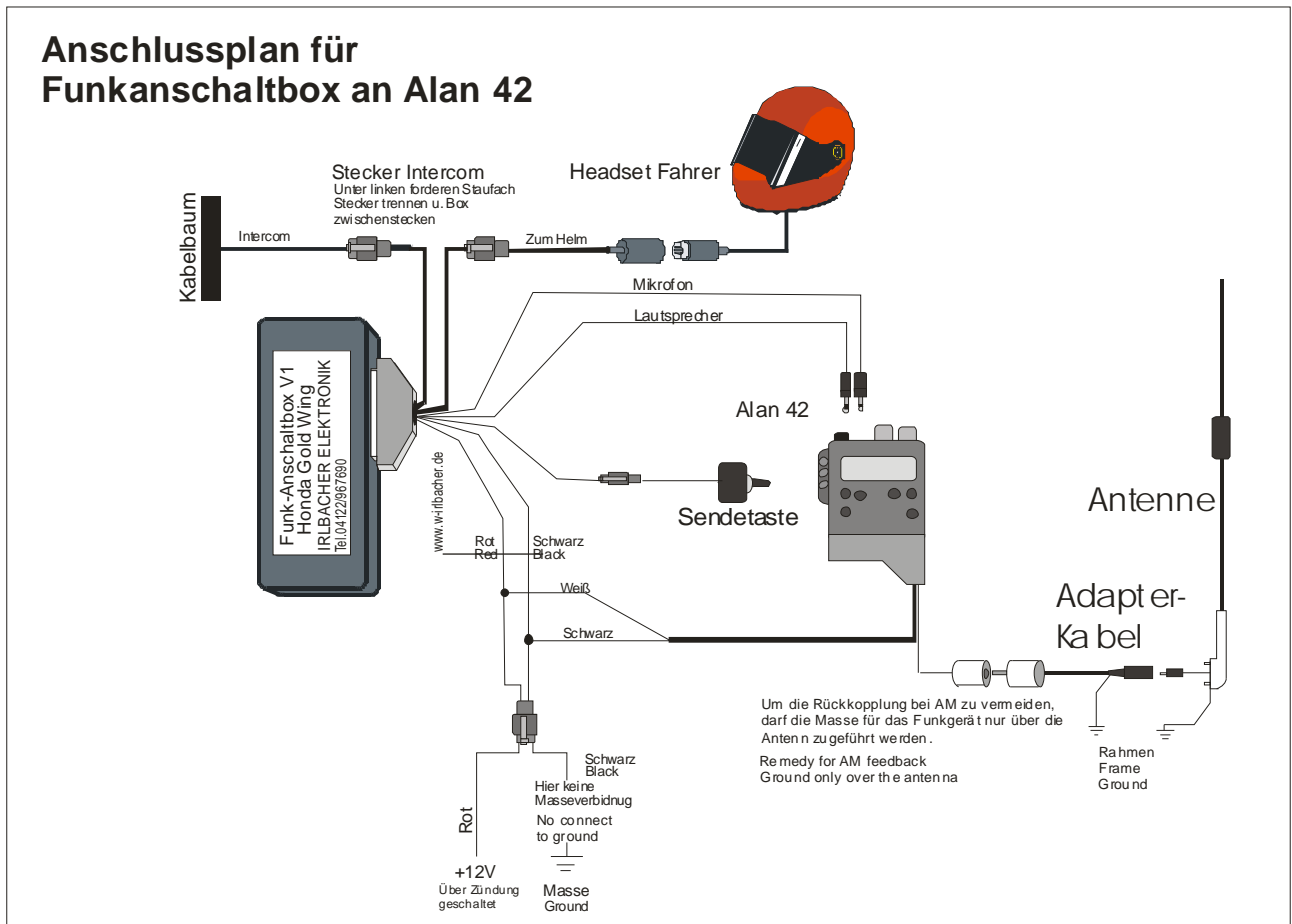 Anschlussplan für
Funkanschaltbox an Alan 42
Stecker Intercom
Unter linken forderen Staufach
Stecker trennen u. Box
zwischenstecken
Headset Fahrer
Kabelbaum
Intercom
Zum Helm
Mikrofon
Lautsprecher
Funk-Anschaltbox V1
Honda Gold Wing
IRLBACHER ELEKTRONIK
Tel.04122/967690
www.w-irlbacher.de
Alan 42
Sendetaste
Antenne
Rot
Red
Schwarz
Black
Weiß
Schwarz
Adapter-
Kabel
Um die Rückkopplung bei AM zu vermeiden,
darf die Masse für das Funkgerät nur über die
Antenn zugeführt werden.
Remedy for AM feedback
Ground only over the antenna
Rahmen
Frame
Ground
Schwarz
Black
Hier keine
Masseverbidnug
No connect
to ground
Rot
+12V
Über Zündung
geschaltet
Masse
Ground